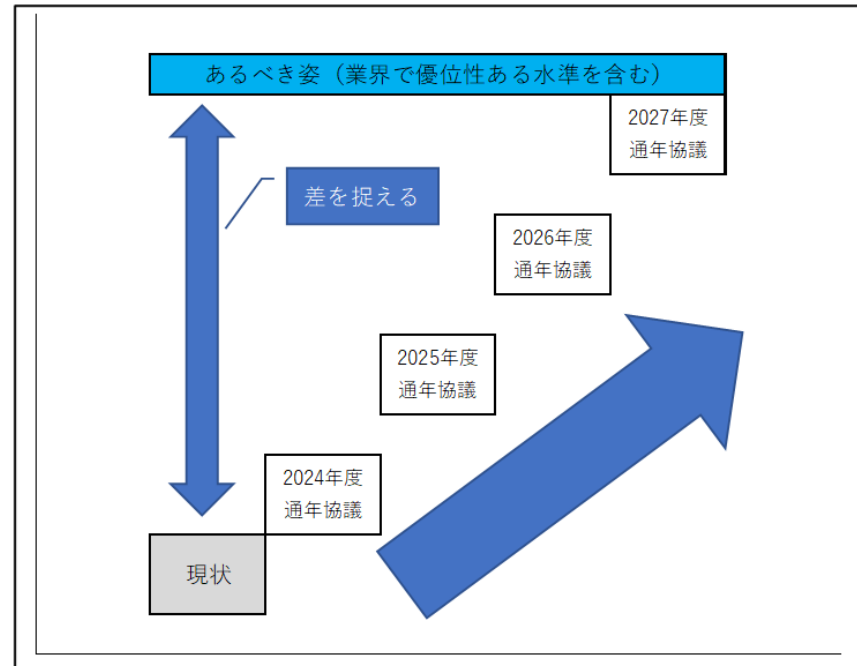 あるべき姿（業界で優位性ある水準を含む）
2027年度
通年協議
差を捉える
2026年度
通年協議
2025年度
通年協議
2024年度
通年協議
現状